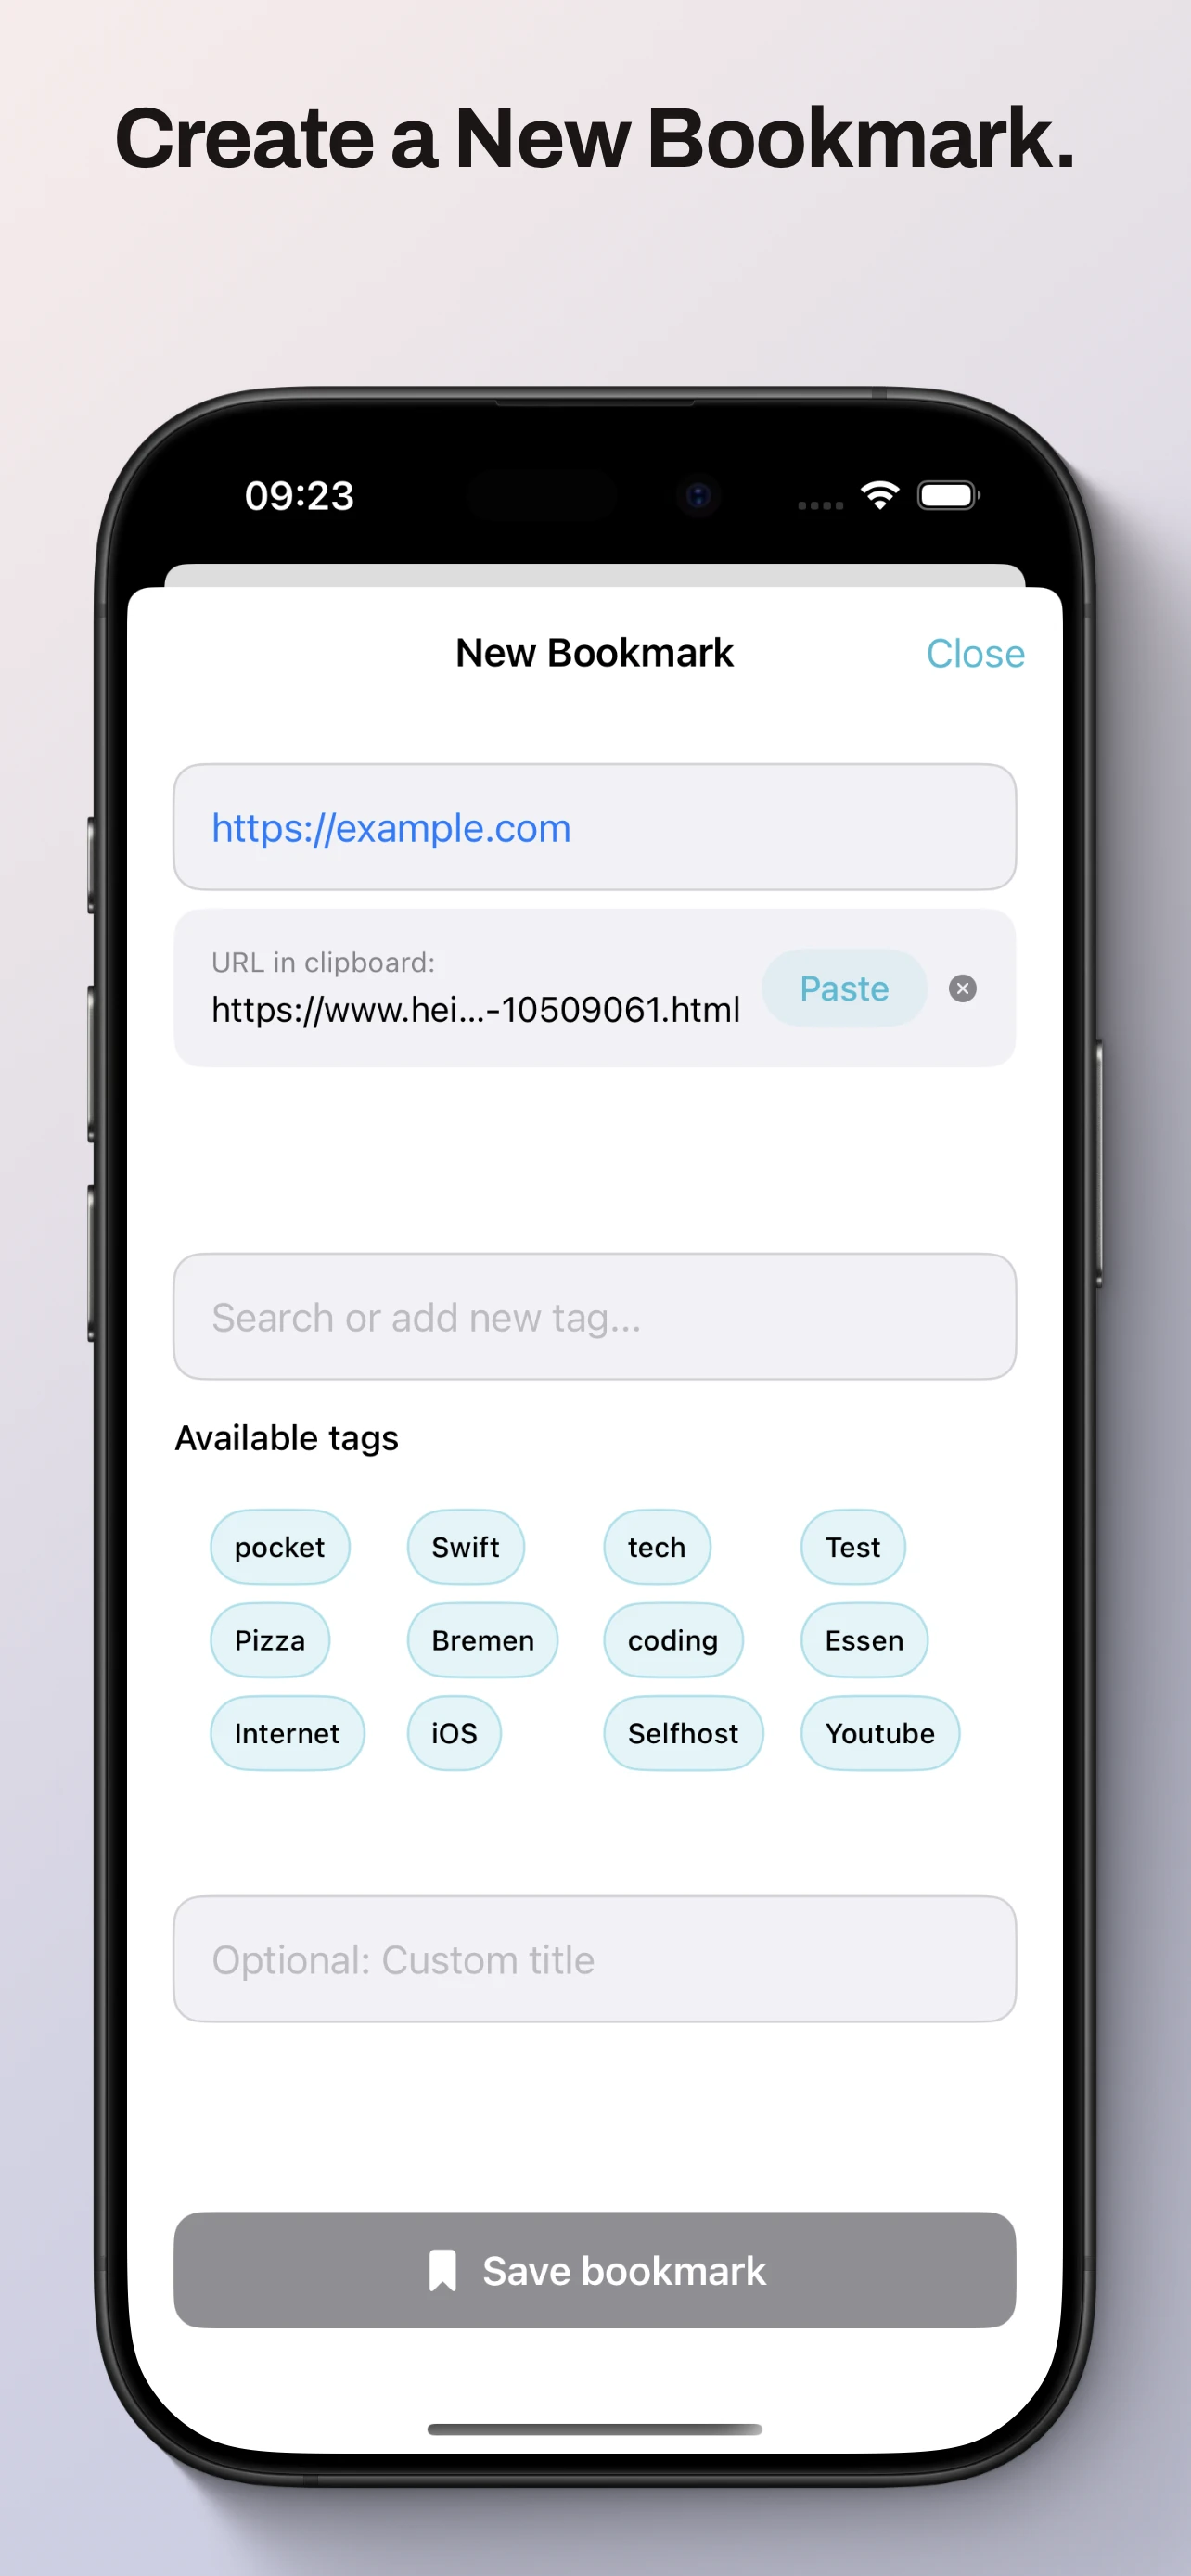 Create a New Bookmark.
09:23
New Bookmark
Close
https://example.com
URL in clipboard:
https://www.hei...-10509061.html
Paste
Search or add new tag...
Available tags
pocket Swift tech Test
Pizza Bremen coding Essen
Internet iOS Selfhost Youtube
Optional: Custom title
Save bookmark